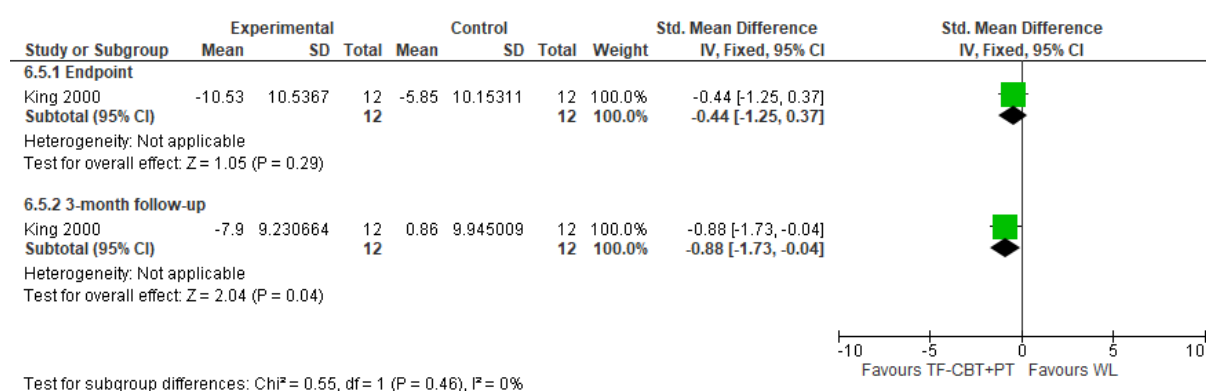 Experimental Control Std. Mean Difference Std. Mean Difference
Study or Subgroup Mean SD Total Mean SD Total Weight IV, Fixed, 95% CI IV, Fixed, 95% CI
6.5.1 Endpoint
King 2000 -10.53 10.5367 12 -5.85 10.15311 12 100.0% -0.44 [-1.25, 0.37]
Subtotal (95% CI) 12 12 100.0% -0.44 [-1.25, 0.37]
Heterogeneity: Not applicable
Test for overall effect: Z = 1.05 (P = 0.29)
6.5.2 3-month follow-up
King 2000 -7.9 9.230664 12 0.86 9.945009 12 100.0% -0.88 [-1.73, -0.04]
Subtotal (95% CI) 12 12 100.0% -0.88 [-1.73, -0.04]
Heterogeneity: Not applicable
Test for overall effect: Z = 2.04 (P = 0.04)
-10 -5 0 5 10
Favours TF-CBT+PT Favours WL
Test for subgroup differences: Chi² = 0.55, df = 1 (P = 0.46), I² = 0%